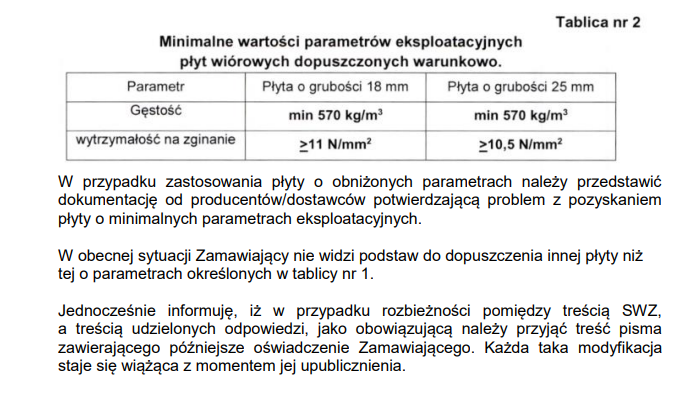 Tablica nr 2
Minimalne wartości parametrów eksploatacyjnych
płyt wiórowych dopuszczonych warunkowo.
Parametr Płyta o grubości 18 mm Płyta o grubości 25 mm
Gęstość min 570 kg/m³ min 570 kg/m³
wytrzymałość na zginanie ≥11 N/mm² ≥10,5 N/mm²
W przypadku zastosowania płyty o obniżonych parametrach należy przedstawić
dokumentację od producentów/dostawców potwierdzającą problem z pozyskaniem
płyty o minimalnych parametrach eksploatacyjnych.
W obecnej sytuacji Zamawiający nie widzi podstaw do dopuszczenia innej płyty niż
tej o parametrach określonych w tablicy nr 1.
Jednocześnie informuję, iż w przypadku rozbieżności pomiędzy treścią SWZ,
a treścią udzielonych odpowiedzi, jako obowiązującą należy przyjąć treść pisma
zawierającego późniejsze oświadczenie Zamawiającego. Każda taka modyfikacja
staje się wiążąca z momentem jej upublicznienia.